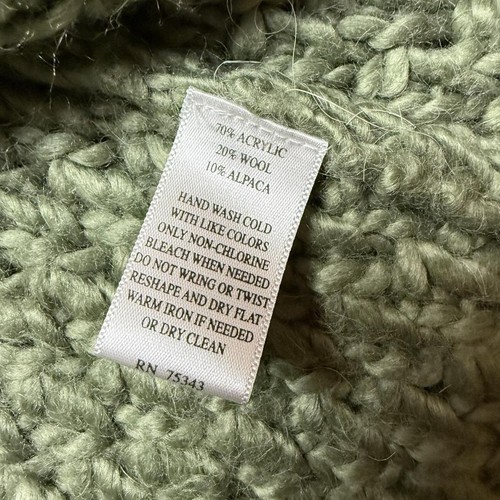 70% ACRYLIC
20% WOOL
10% ALPACA
HAND WASH COLD
WITH LIKE COLORS
ONLY NON-CHLORINE
BLEACH WHEN NEEDED
DO NOT WRING OR TWIST
RESHAPE AND DRY FLAT
WARM IRON IF NEEDED
OR DRY CLEAN
RN 75343